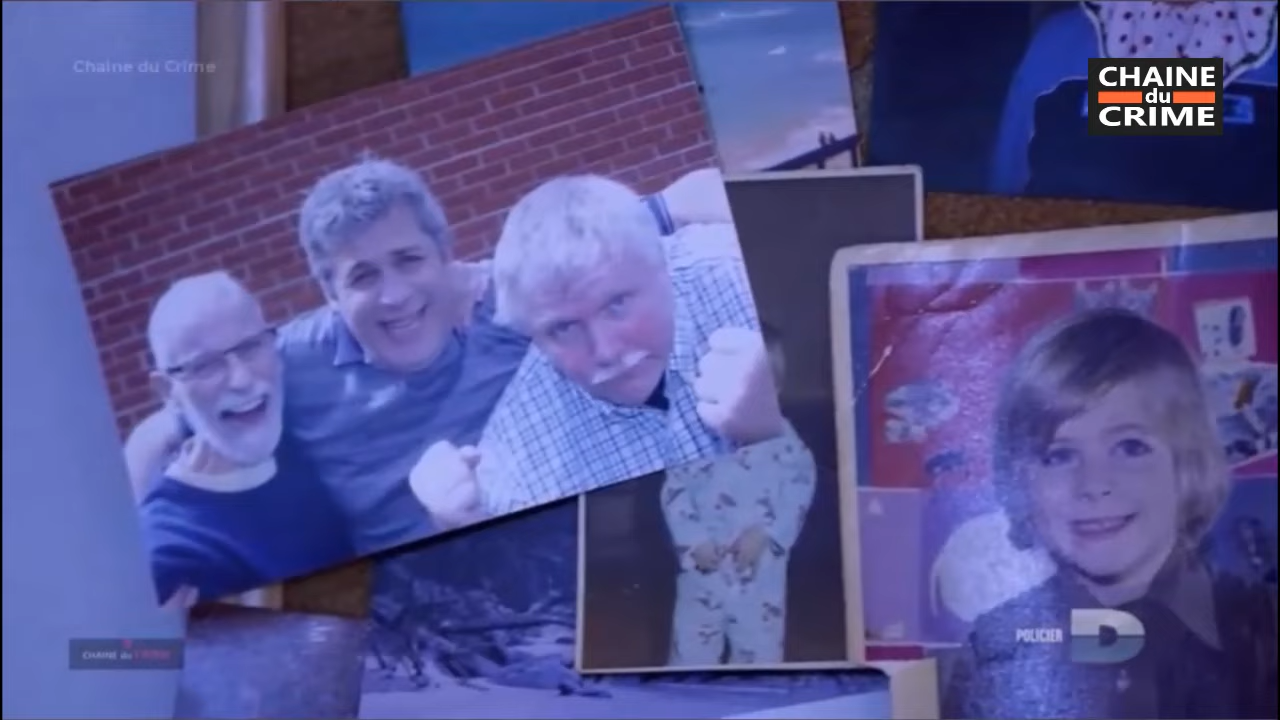 Chaine du Crime
CHAINE
du
CRIME
CHAINE du CRIME
POLICIER
D